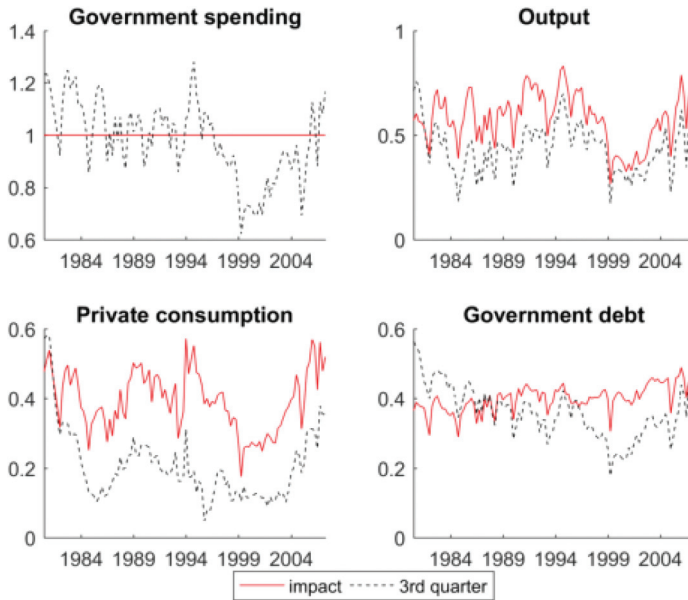 Government spending
1.4
1.2
1
0.8
0.6
1984 1989 1994 1999 2004
Output
1
0.5
0
1984 1989 1994 1999 2004
Private consumption
0.6
0.4
0.2
0
1984 1989 1994 1999 2004
Government debt
0.6
0.4
0.2
0
1984 1989 1994 1999 2004
impact 3rd quarter